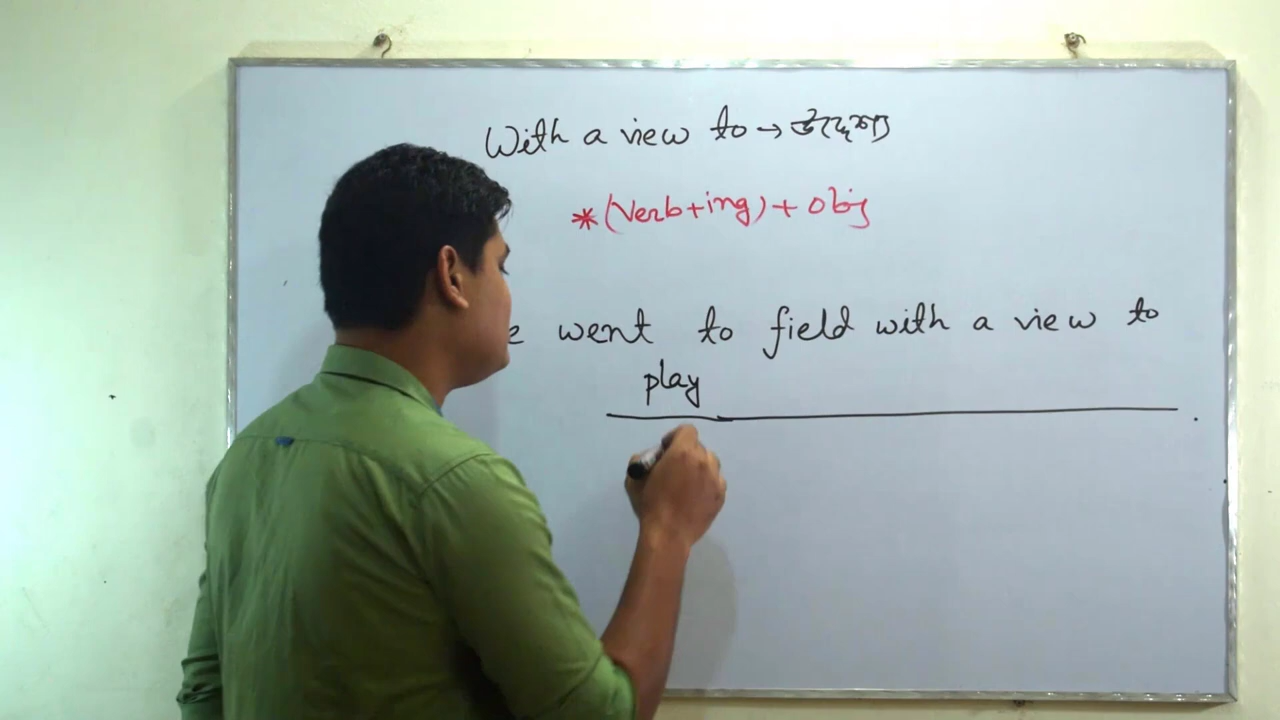 With a view to → উদ্দেশ্য
*(Verb+ing) + Obj
e went to field with a view to
play
.